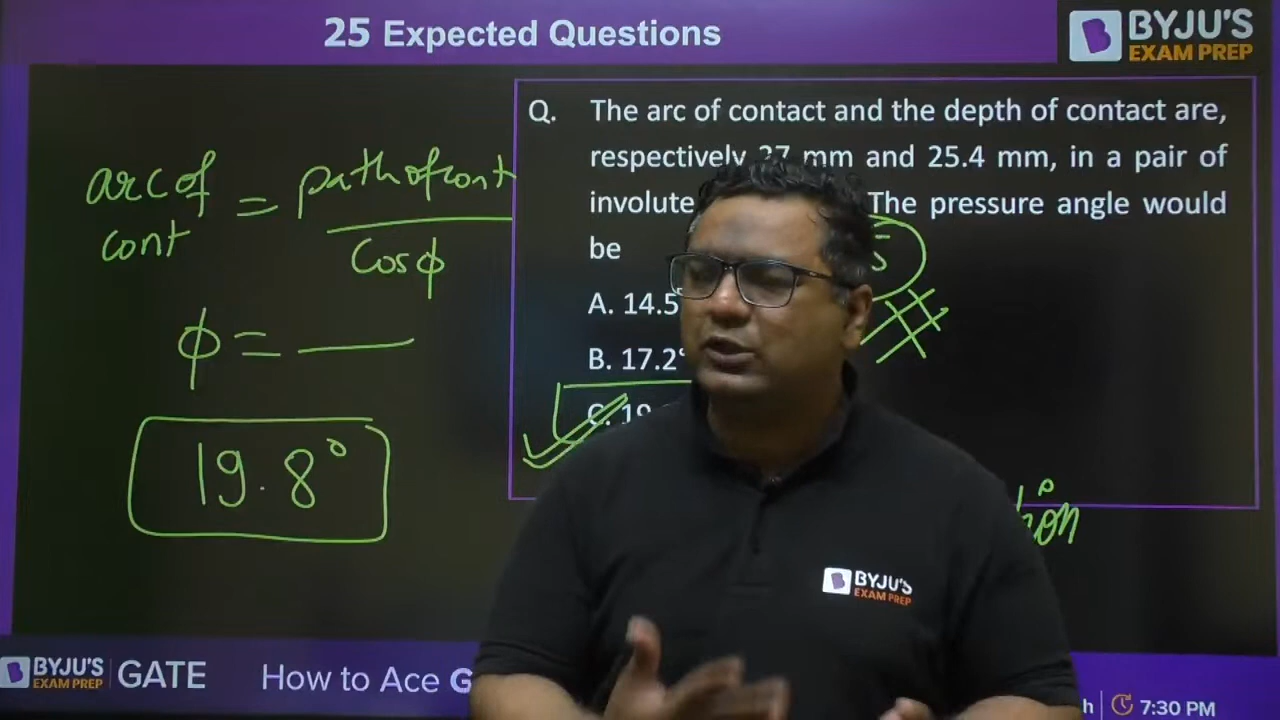 25 Expected Questions
BYJU'S
EXAM PREP
Q. The arc of contact and the depth of contact are,
respectively 27 mm and 25.4 mm, in a pair of
involute The pressure angle would
be
A. 14.5°
B. 17.2°
C. 19.
arc of cont = path of cont
cos ϕ
ϕ =
19.8°
BYJU'S
EXAM PREP
BYJU'S
EXAM PREP
GATE
How to Ace G
7:30 PM